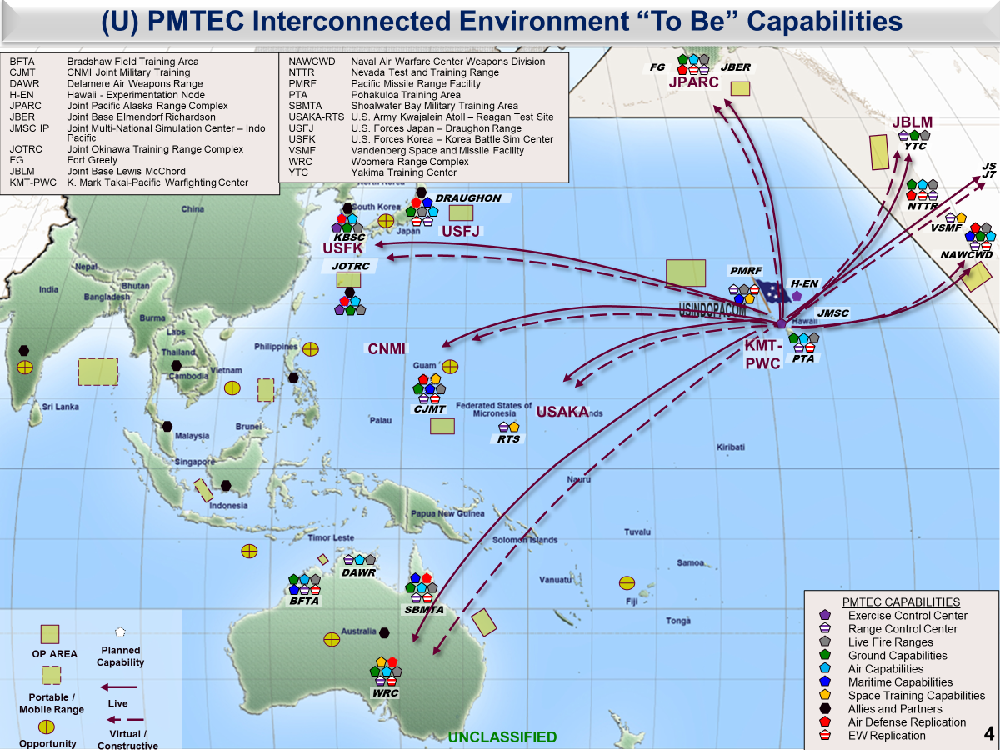 (U) PMTEC Interconnected Environment “To Be” Capabilities
BFTA Bradshaw Field Training Area
CJMT CNMI Joint Military Training
DAWR Delamere Air Weapons Range
H-EN Hawaii - Experimentation Node
JPARC Joint Pacific Alaska Range Complex
JBER Joint Base Elmendorf Richardson
JMSC IP Joint Multi-National Simulation Center – Indo
Pacific
JOTRC Joint Okinawa Training Range Complex
FG Fort Greely
JBLM Joint Base Lewis McChord
KMT-PWC K. Mark Takai-Pacific Warfighting Center
NAWCWD Naval Air Warfare Center Weapons Division
NTTR Nevada Test and Training Range
PMRF Pacific Missile Range Facility
PTA Pohakuloa Training Area
SBMTA Shoalwater Bay Military Training Area
USAKA-RTS U.S. Army Kwajalein Atoll – Reagan Test Site
USFJ U.S. Forces Japan – Draughon Range
USFK U.S. Forces Korea – Korea Battle Sim Center
VSMF Vandenberg Space and Missile Facility
WRC Woomera Range Complex
YTC Yakima Training Center
FG
JBER
JPARC
JBLM
YTC
JS
J7
NTTR
VSMF
NAWCWD
China
South Korea
DRAUGHON
Japan
USFJ
KBSC
USFK
JOTRC
Nepal
Bhutan
India
Bangladesh
Burma
Laos
Thailand
Cambodia
Vietnam
Philippines
Sri Lanka
Malaysia
Brunei
Singapore
Indonesia
PMRF
H-EN
USINDOPACOM
JMSC
Hawaii
KMT-
PWC
PTA
CNMI
Guam
CJMT
Palau
Federated States of
Micronesia
RTS
USAKA
Kiribati
Nauru
Papua New Guinea
Timor Leste
Solomon Islands
Tuvalu
Samoa
Vanuatu
Fiji
Tonga
DAWR
BFTA
SBMTA
Australia
WRC
OP AREA
Planned
Capability
Portable /
Mobile Range
Live
Opportunity
Virtual /
Constructive
PMTEC CAPABILITIES
Exercise Control Center
Range Control Center
Live Fire Ranges
Ground Capabilities
Air Capabilities
Maritime Capabilities
Space Training Capabilities
Allies and Partners
Air Defense Replication
EW Replication
UNCLASSIFIED
4